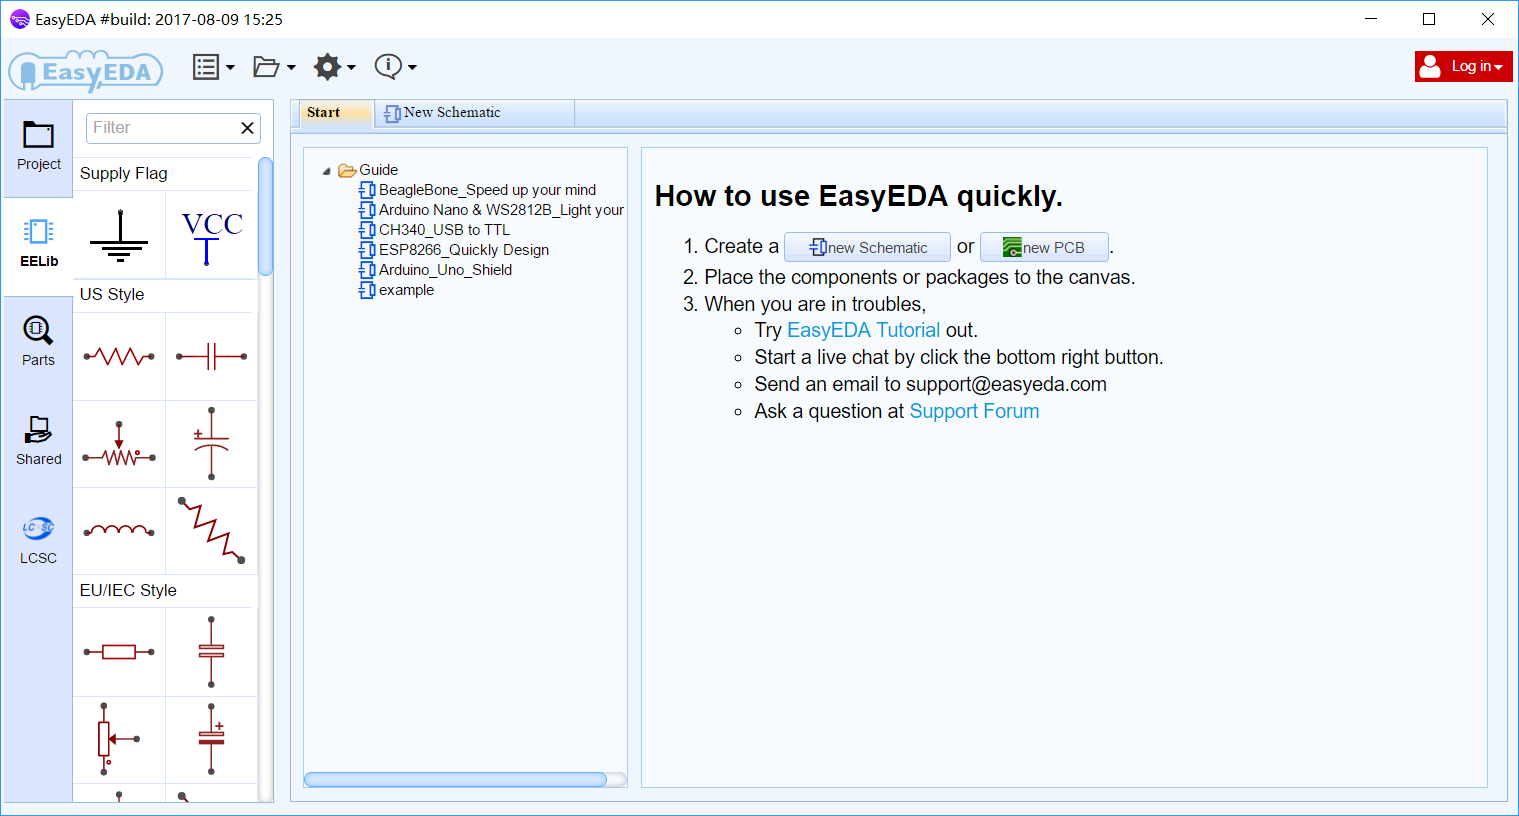 EasyEDA #build: 2017-08-09 15:25
EasyEDA
Log in
Project
EELib
Parts
Shared
LCSC
LCSC
Filter
Supply Flag
VCC
US Style
EU/IEC Style
Start
New Schematic
Guide
BeagleBone_Speed up your mind
Arduino Nano & WS2812B_Light your
CH340_USB to TTL
ESP8266_Quickly Design
Arduino_Uno_Shield
example
How to use EasyEDA quickly.
1. Create a new Schematic or new PCB.
2. Place the components or packages to the canvas.
3. When you are in troubles,
Try EasyEDA Tutorial out.
Start a live chat by click the bottom right button.
Send an email to support@easyeda.com
Ask a question at Support Forum